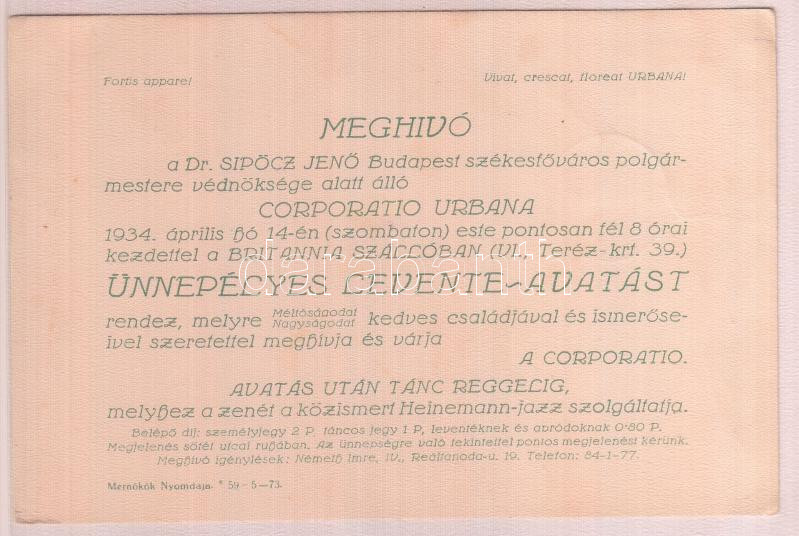 Fortis appare!
Vivat, crescat, floreat URBANA!
MEGHIVÓ
a Dr. SIPŐCZ JENŐ Budapest székesfőváros polgár-
mestere védnöksége alatt álló
CORPORATIO URBANA
1934. április hó 14-én (szombaton) este pontosan fél 8 órai
kezdettel a BRITANNIA SZÁLLÓBAN (VI., Teréz-krt. 39.)
ÜNNEPÉLYES LEVENTE-AVATÁST
rendez, melyre Méltóságodat Nagyságodat kedves családjával és ismerőse-
ivel szeretettel meghivja és várja
A CORPORATIO.
AVATÁS UTÁN TÁNC REGGELIG,
melyhez a zenét a közismert Heinemann-jazz szolgáltatja.
Belépő dij: személyjegy 2 P, táncos jegy 1 P, leventéknek és apródoknak 0·80 P.
Megjelenés sötét utcai ruhában. Az ünnepségre való tekintettel pontos megjelenést kérünk.
Meghivó igénylések: Németh Imre, IV., Reáltanoda-u. 19. Telefon: 84-1-77.
Mérnökök Nyomdája. * 59-5-73.
darabanth